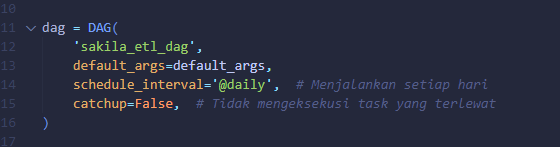 10
11 dag = DAG(
12     'sakila_etl_dag',
13     default_args=default_args,
14     schedule_interval='@daily',  # Menjalankan setiap hari
15     catchup=False,  # Tidak mengeksekusi task yang terlewat
16 )
17